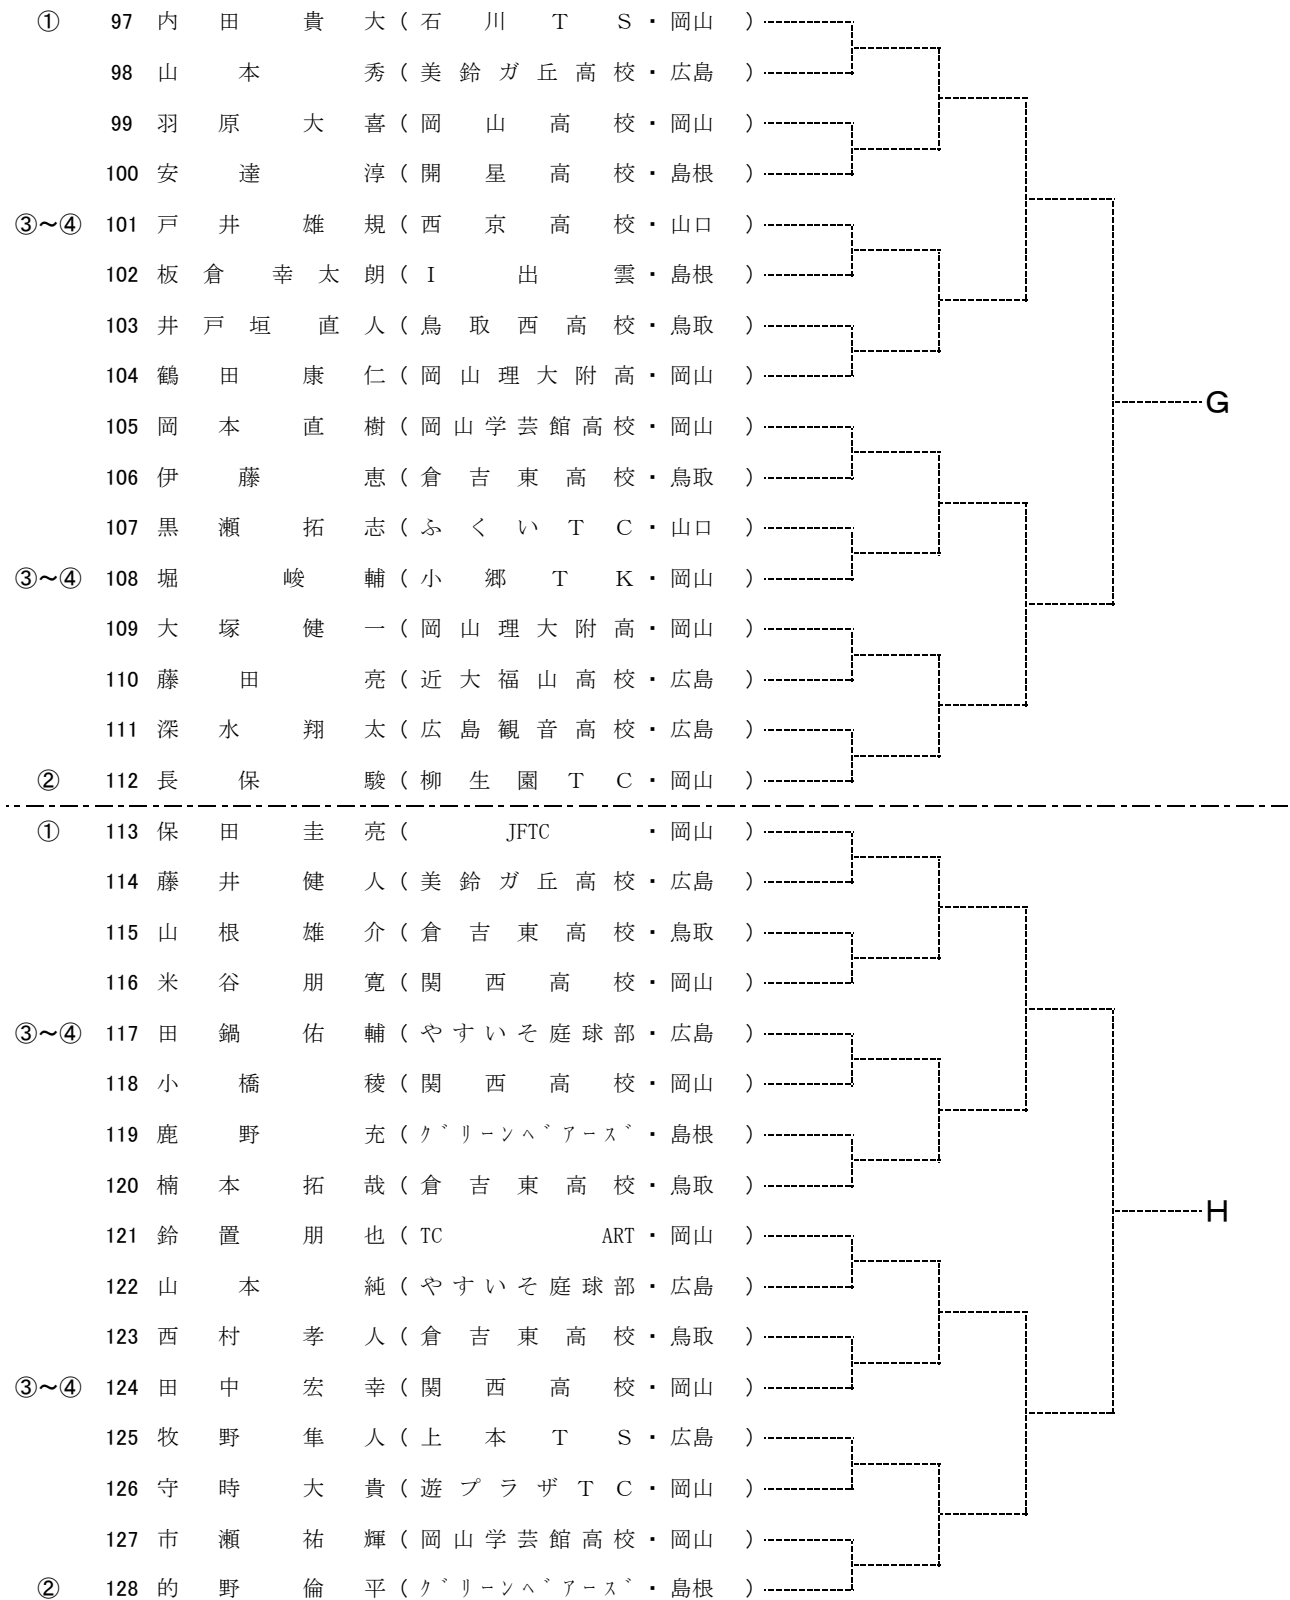 ① 97 内田貴大(石川TS・岡山)
98 山本秀(美鈴ガ丘高校・広島)
99 羽原大喜(岡山高校・岡山)
100 安達淳(開星高校・島根)
③～④ 101 戸井雄規(西京高校・山口)
102 板倉幸太朗(I出雲・島根)
103 井戸垣直人(鳥取西高校・鳥取)
104 鶴田康仁(岡山理大附高・岡山)
G
105 岡本直樹(岡山学芸館高校・岡山)
106 伊藤恵(倉吉東高校・鳥取)
107 黒瀬拓志(ふくいTC・山口)
③～④ 108 堀峻輔(小郷TK・岡山)
109 大塚健一(岡山理大附高・岡山)
110 藤田亮(近大福山高校・広島)
111 深水翔太(広島観音高校・広島)
② 112 長保駿(柳生園TC・岡山)
① 113 保田圭亮(JFTC・岡山)
114 藤井健人(美鈴ガ丘高校・広島)
115 山根雄介(倉吉東高校・鳥取)
116 米谷朋寛(関西高校・岡山)
③～④ 117 田鍋佑輔(やすいそ庭球部・広島)
118 小橋稜(関西高校・岡山)
119 鹿野充(ｸﾞﾘｰﾝﾍﾞｱｰｽﾞ・島根)
120 楠本拓哉(倉吉東高校・鳥取)
H
121 鈴置朋也(TC ART・岡山)
122 山本純(やすいそ庭球部・広島)
123 西村孝人(倉吉東高校・鳥取)
③～④ 124 田中宏幸(関西高校・岡山)
125 牧野隼人(上本TS・広島)
126 守時大貴(遊プラザTC・岡山)
127 市瀬祐輝(岡山学芸館高校・岡山)
② 128 的野倫平(ｸﾞﾘｰﾝﾍﾞｱｰｽﾞ・島根)